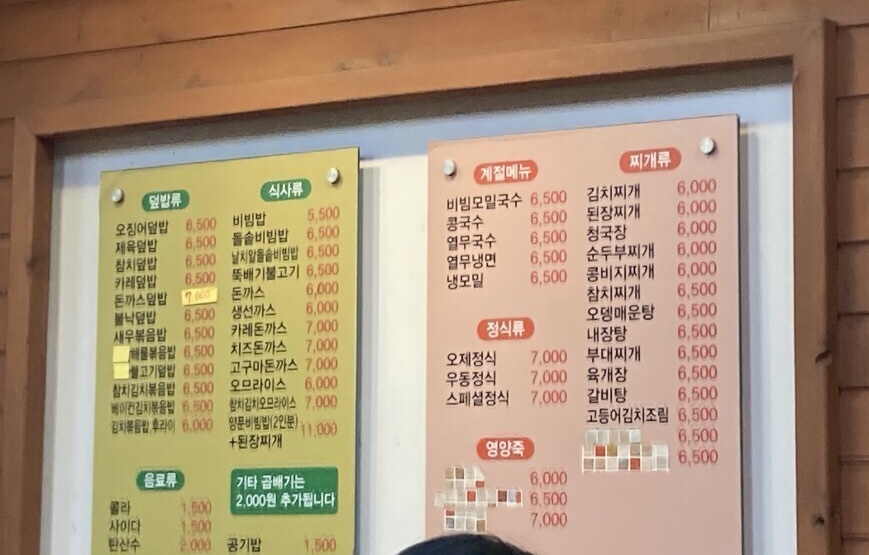 덮밥류
오징어덮밥 6,500
제육덮밥 6,500
참치덮밥 6,500
카레덮밥 6,500
돈까스덮밥 7,000
불낙덮밥 6,500
새우볶음밥 6,500
해물볶음밥 6,500
불고기덮밥 6,500
참치김치볶음밥 6,500
베이컨김치볶음밥 6,500
김치볶음밥,후라이 6,000
음료류
콜라 1,500
사이다 1,500
탄산수 2,000
식사류
비빔밥 5,500
돌솥비빔밥 6,500
날치알돌솥비빔밥 6,500
뚝배기불고기 6,500
돈까스 6,000
생선까스 6,000
카레돈까스 7,000
치즈돈까스 7,000
고구마돈까스 7,000
오므라이스 6,000
참치김치오므라이스 7,000
양푼비빔밥(2인분) 11,000
+된장찌개
기타 곱배기는
2,000원 추가됩니다
공기밥 1,500
계절메뉴
비빔모밀국수 6,500
콩국수 6,500
열무국수 6,500
열무냉면 6,500
냉모밀 6,500
정식류
오제정식 7,000
우동정식 7,000
스페셜정식 7,000
영양죽
6,000
6,500
7,000
찌개류
김치찌개 6,000
된장찌개 6,000
청국장 6,000
순두부찌개 6,000
콩비지찌개 6,000
참치찌개 6,500
오뎅매운탕 6,500
내장탕 6,500
부대찌개 6,500
육개장 6,500
갈비탕 6,500
고등어김치조림 6,500
6,500
6,500